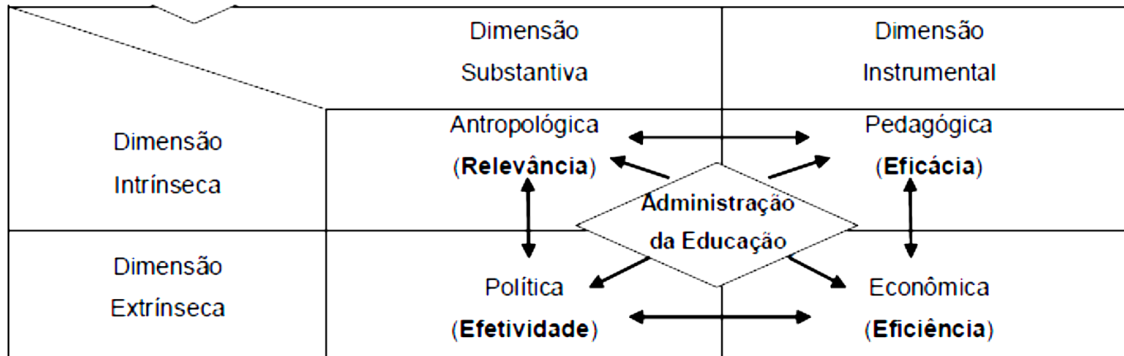 Dimensão
Substantiva
Dimensão
Instrumental
Dimensão
Intrínseca
Antropológica
(Relevância)
Pedagógica
(Eficácia)
Administração
da Educação
Dimensão
Extrínseca
Política
(Efetividade)
Econômica
(Eficiência)